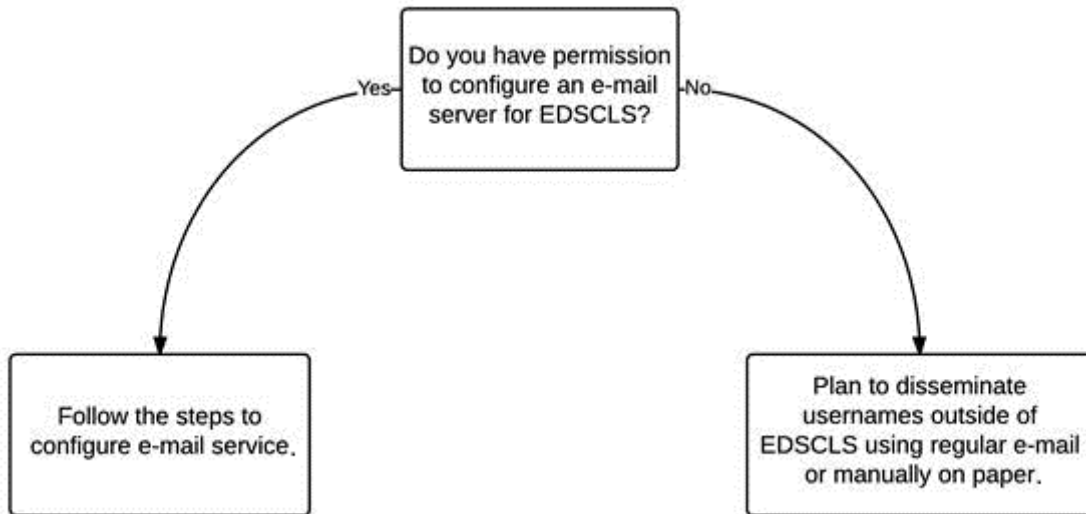 Do you have permission
to configure an e-mail
server for EDSCLS?
Yes
No
Follow the steps to
configure e-mail service.
Plan to disseminate
usernames outside of
EDSCLS using regular e-mail
or manually on paper.